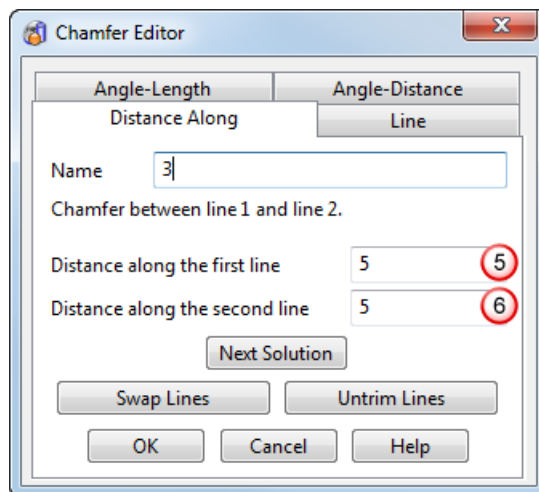 Chamfer Editor
Angle-Length Angle-Distance
Distance Along Line
Name 3
Chamfer between line 1 and line 2.
Distance along the first line 5 5
Distance along the second line 5 6
Next Solution
Swap Lines Untrim Lines
OK Cancel Help